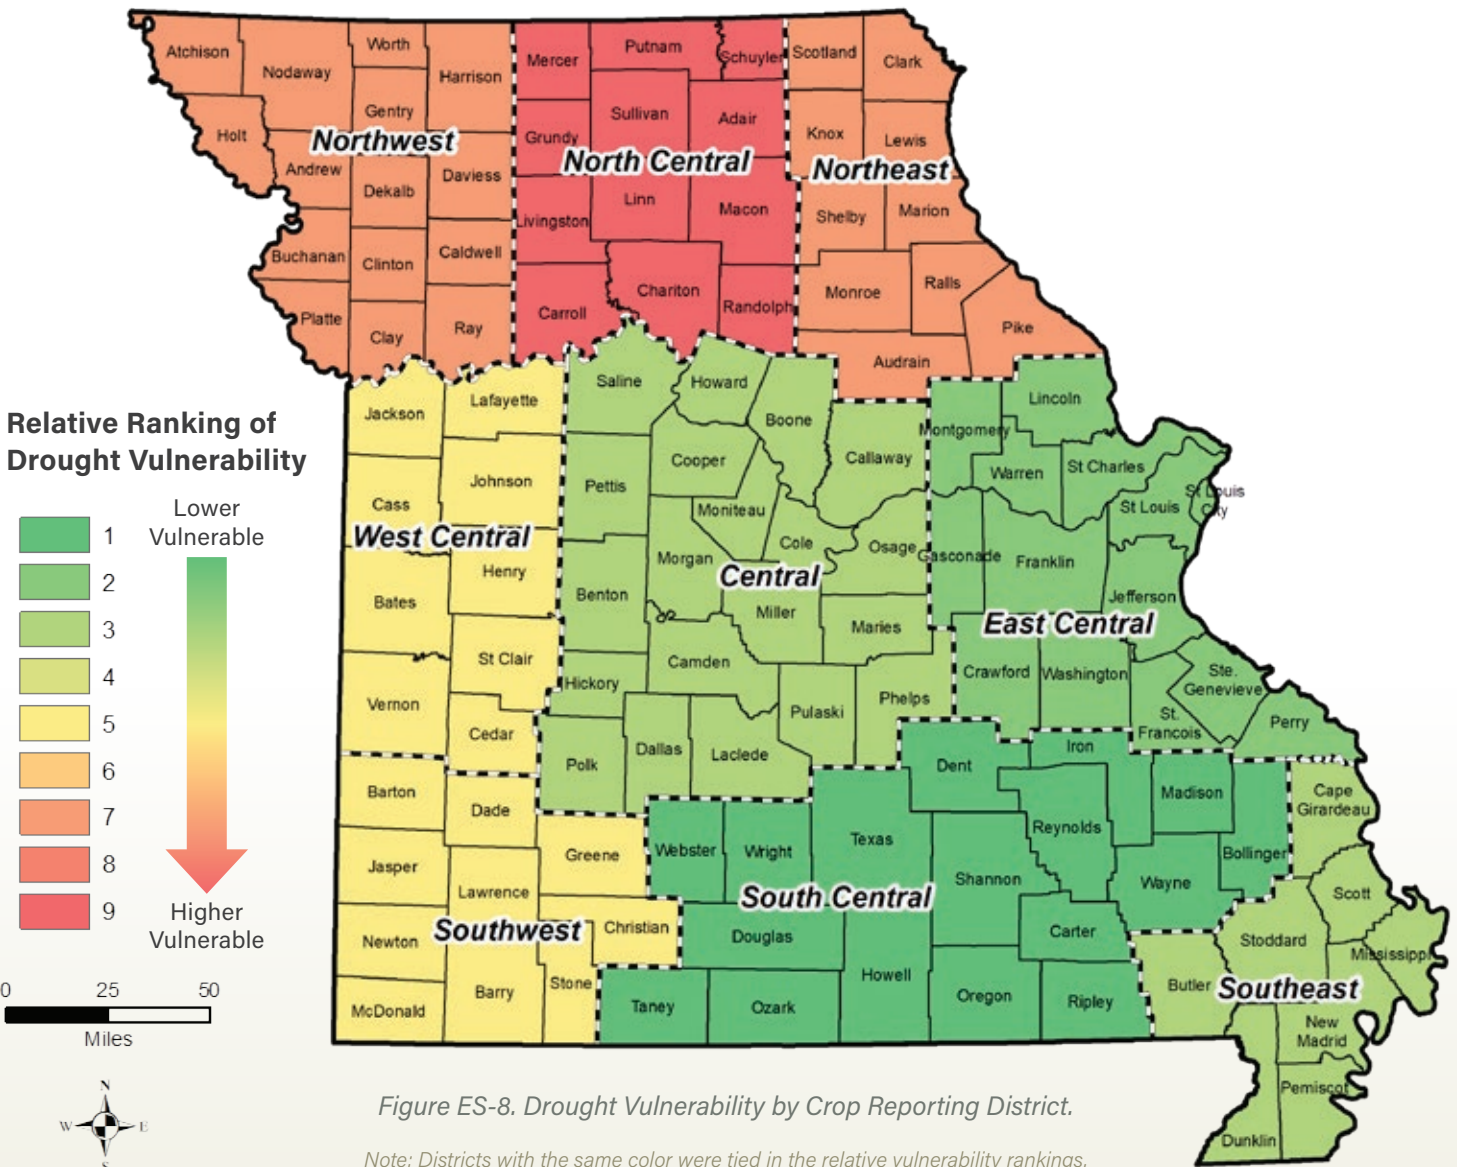 Atchison
Nodaway
Worth
Harrison
Gentry
Holt
Andrew
Dekalb
Daviess
Buchanan
Clinton
Caldwell
Platte
Clay
Ray
Northwest
Mercer
Putnam
Schuyler
Sullivan
Adair
Grundy
Linn
Macon
Livingston
Carroll
Chariton
Randolph
North Central
Scotland
Clark
Knox
Lewis
Shelby
Marion
Monroe
Ralls
Pike
Audrain
Northeast
Jackson
Lafayette
Cass
Johnson
Henry
Bates
St Clair
Vernon
Cedar
West Central
Saline
Howard
Boone
Callaway
Pettis
Cooper
Moniteau
Cole
Osage
Morgan
Benton
Miller
Maries
Camden
Hickory
Pulaski
Phelps
Polk
Dallas
Laclede
Central
Montgomery
Lincoln
Warren
St Charles
St Louis
St Louis
City
Gasconade
Franklin
Jefferson
Crawford
Washington
St.
Francois
Ste.
Genevieve
Perry
East Central
Barton
Dade
Jasper
Greene
Lawrence
Newton
Christian
Barry
Stone
McDonald
Southwest
Dent
Iron
Madison
Webster
Wright
Texas
Reynolds
Bollinger
Shannon
Wayne
Douglas
Carter
Howell
Taney
Ozark
Oregon
Ripley
South Central
Cape
Girardeau
Scott
Stoddard
Mississippi
Butler
New
Madrid
Pemiscot
Dunklin
Southeast
Relative Ranking of
Drought Vulnerability
Lower
Vulnerable
1
2
3
4
5
6
7
8
9
Higher
Vulnerable
0 25 50
Miles
N
W E
S
Figure ES-8. Drought Vulnerability by Crop Reporting District.
Note: Districts with the same color were tied in the relative vulnerability rankings.